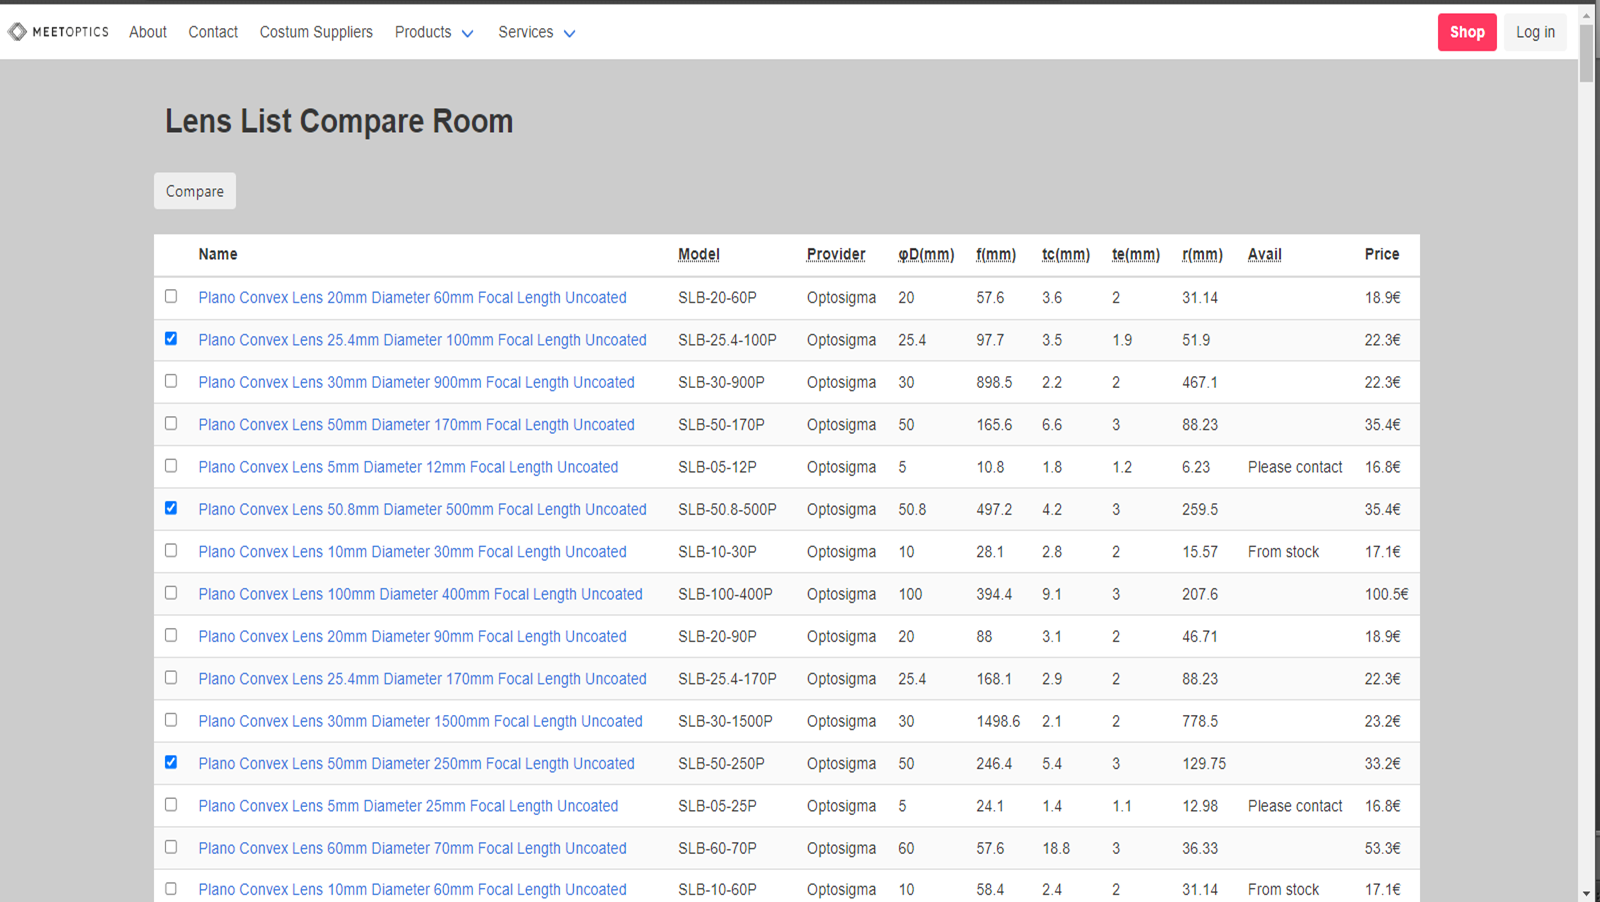 MEETOPTICS About Contact Costum Suppliers Products Services Shop Log in
Lens List Compare Room
Compare
Name Model Provider φD(mm) f(mm) tc(mm) te(mm) r(mm) Avail Price
Plano Convex Lens 20mm Diameter 60mm Focal Length Uncoated SLB-20-60P Optosigma 20 57.6 3.6 2 31.14 18.9€
Plano Convex Lens 25.4mm Diameter 100mm Focal Length Uncoated SLB-25.4-100P Optosigma 25.4 97.7 3.5 1.9 51.9 22.3€
Plano Convex Lens 30mm Diameter 900mm Focal Length Uncoated SLB-30-900P Optosigma 30 898.5 2.2 2 467.1 22.3€
Plano Convex Lens 50mm Diameter 170mm Focal Length Uncoated SLB-50-170P Optosigma 50 165.6 6.6 3 88.23 35.4€
Plano Convex Lens 5mm Diameter 12mm Focal Length Uncoated SLB-05-12P Optosigma 5 10.8 1.8 1.2 6.23 Please contact 16.8€
Plano Convex Lens 50.8mm Diameter 500mm Focal Length Uncoated SLB-50.8-500P Optosigma 50.8 497.2 4.2 3 259.5 35.4€
Plano Convex Lens 10mm Diameter 30mm Focal Length Uncoated SLB-10-30P Optosigma 10 28.1 2.8 2 15.57 From stock 17.1€
Plano Convex Lens 100mm Diameter 400mm Focal Length Uncoated SLB-100-400P Optosigma 100 394.4 9.1 3 207.6 100.5€
Plano Convex Lens 20mm Diameter 90mm Focal Length Uncoated SLB-20-90P Optosigma 20 88 3.1 2 46.71 18.9€
Plano Convex Lens 25.4mm Diameter 170mm Focal Length Uncoated SLB-25.4-170P Optosigma 25.4 168.1 2.9 2 88.23 22.3€
Plano Convex Lens 30mm Diameter 1500mm Focal Length Uncoated SLB-30-1500P Optosigma 30 1498.6 2.1 2 778.5 23.2€
Plano Convex Lens 50mm Diameter 250mm Focal Length Uncoated SLB-50-250P Optosigma 50 246.4 5.4 3 129.75 33.2€
Plano Convex Lens 5mm Diameter 25mm Focal Length Uncoated SLB-05-25P Optosigma 5 24.1 1.4 1.1 12.98 Please contact 16.8€
Plano Convex Lens 60mm Diameter 70mm Focal Length Uncoated SLB-60-70P Optosigma 60 57.6 18.8 3 36.33 53.3€
Plano Convex Lens 10mm Diameter 60mm Focal Length Uncoated SLB-10-60P Optosigma 10 58.4 2.4 2 31.14 From stock 17.1€